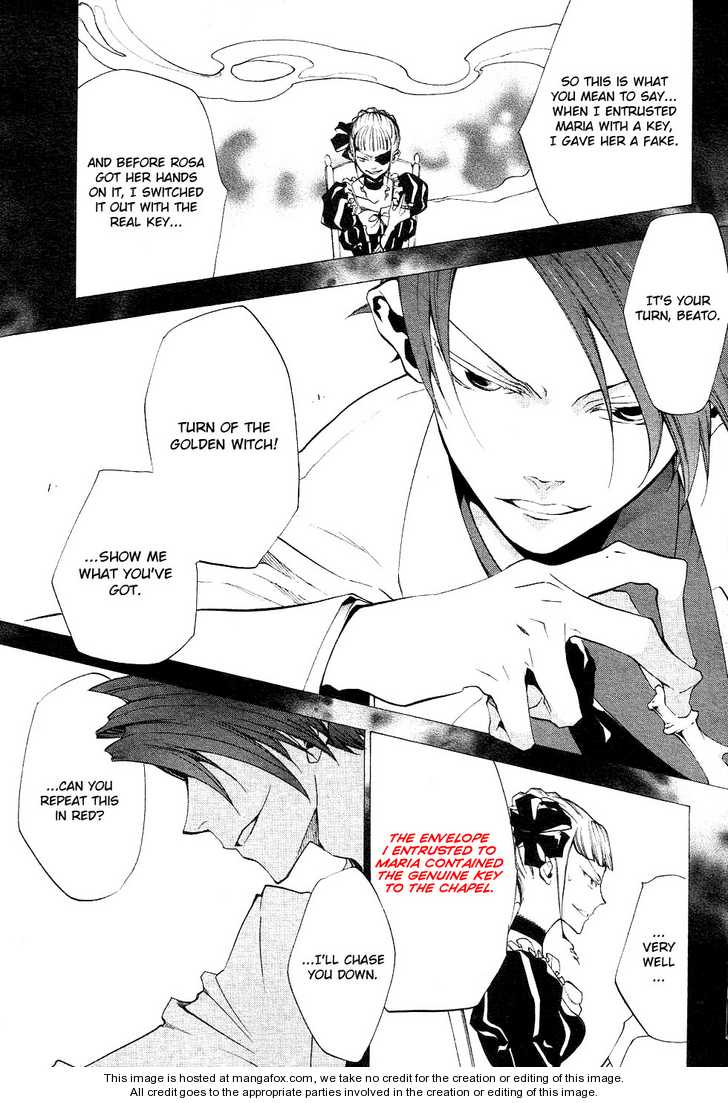 SO THIS IS WHAT
YOU MEAN TO SAY...
WHEN I ENTRUSTED
MARIA WITH A KEY,
I GAVE HER A FAKE.
AND BEFORE ROSA
GOT HER HANDS
ON IT, I SWITCHED
IT OUT WITH THE
REAL KEY...
IT'S YOUR
TURN, BEATO.
TURN OF THE
GOLDEN WITCH!
...SHOW ME
WHAT YOU'VE
GOT.
...
VERY
WELL
...
THE ENVELOPE
I ENTRUSTED TO
MARIA CONTAINED
THE GENUINE KEY
TO THE CHAPEL.
...CAN YOU
REPEAT THIS
IN RED?
...I'LL CHASE
YOU DOWN.
This image is hosted at mangafox.com, we take no credit for the creation or editing of this image.
All credit goes to the appropriate parties involved in the creation or editing of this image.